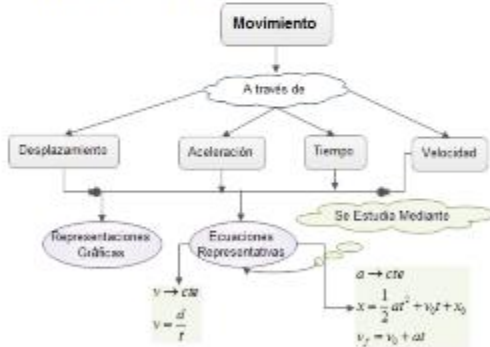 Movimiento
A través de
Desplazamiento
Aceleración
Tiempo
Velocidad
Se Estudia Mediante
Representaciones
Gráficas
Ecuaciones
Representativas
v → cte
v = d/t
a → cte
x = 1/2 at² + v₀t + x₀
v_f = v₀ + at